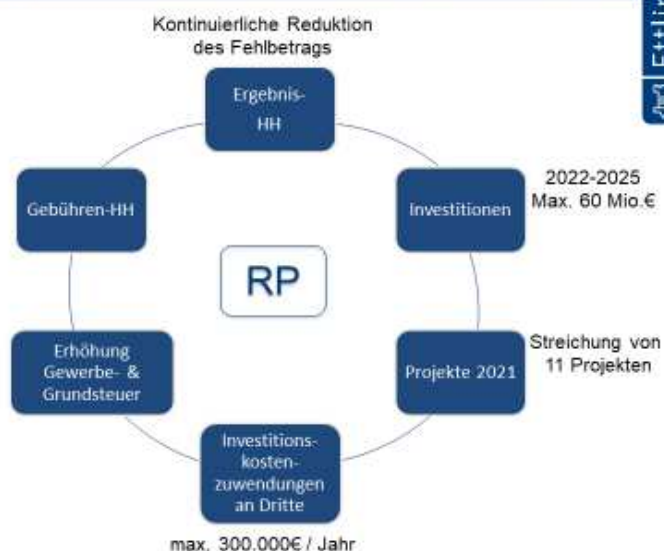 Kontinuierliche Reduktion
des Fehlbetrags
Ergebnis-
HH
Gebühren-HH
Investitionen
2022-2025
Max. 60 Mio.€
RP
Erhöhung
Gewerbe- &
Grundsteuer
Projekte 2021
Streichung von
11 Projekten
Investitions-
kosten-
zuwendungen
an Dritte
max. 300.000€ / Jahr